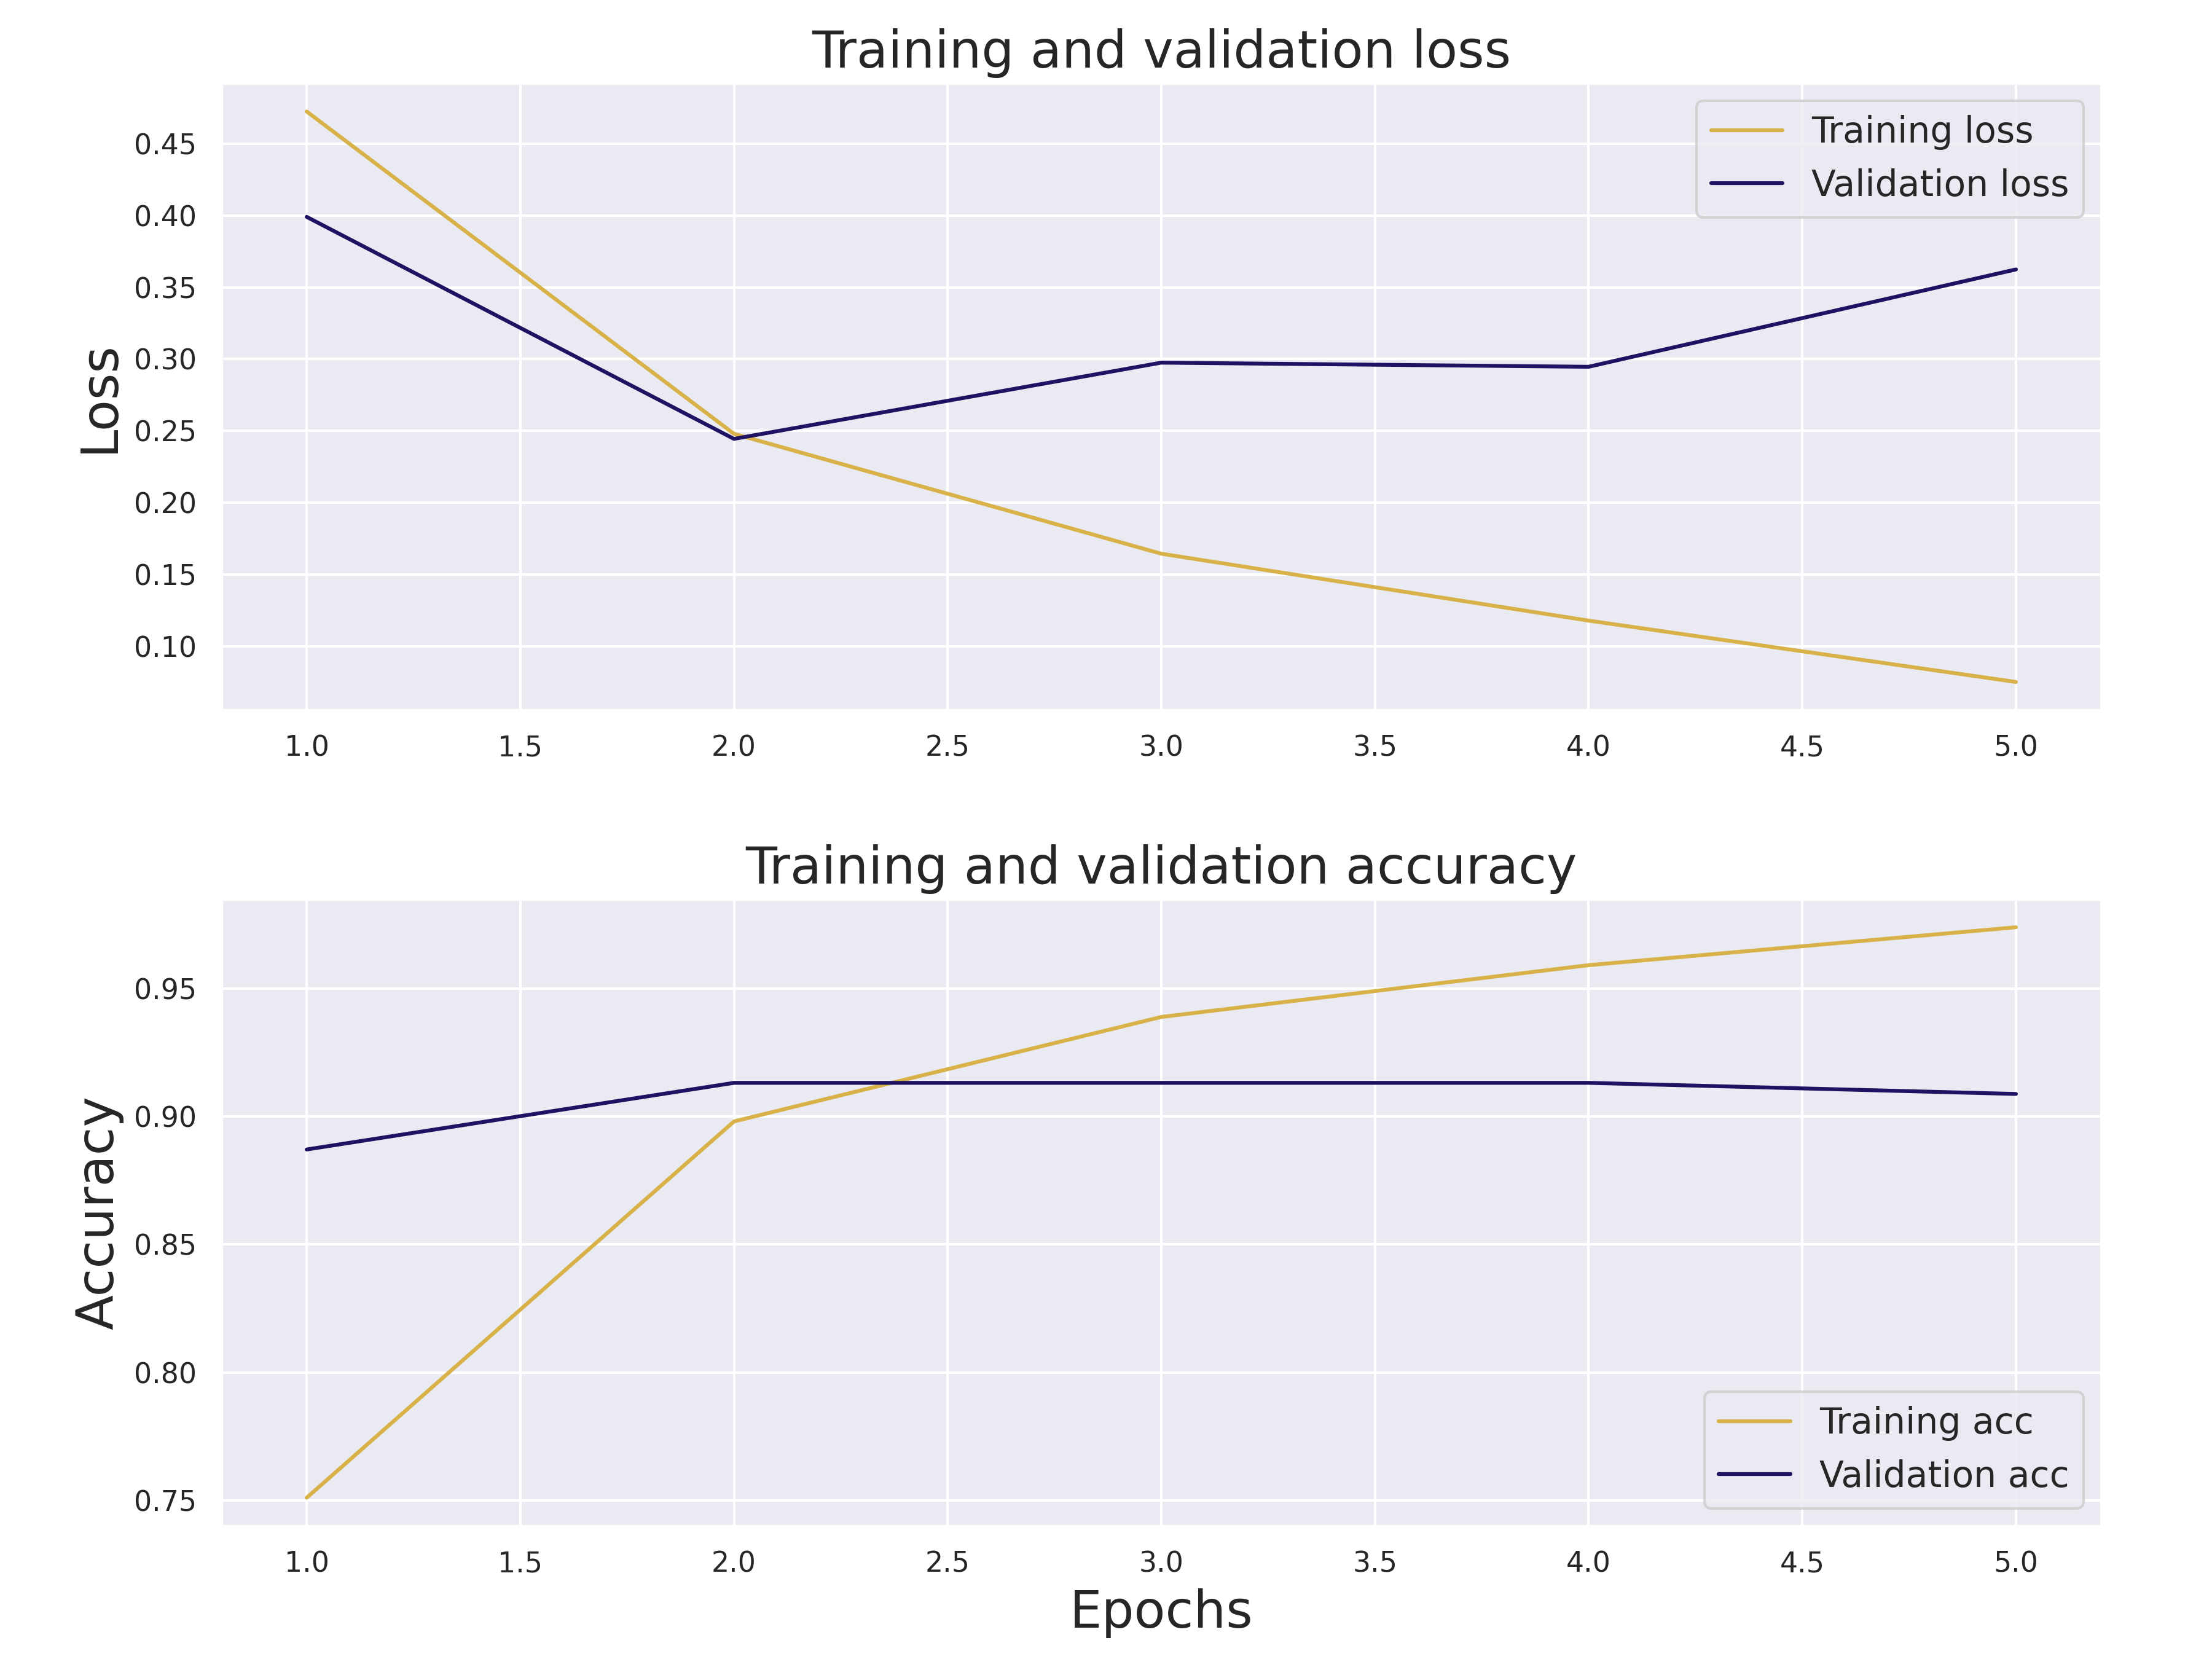 Training and validation loss
Loss
0.45
0.40
0.35
0.30
0.25
0.20
0.15
0.10
Training loss
Validation loss
1.0 1.5 2.0 2.5 3.0 3.5 4.0 4.5 5.0
Training and validation accuracy
Accuracy
0.95
0.90
0.85
0.80
0.75
Training acc
Validation acc
1.0 1.5 2.0 2.5 3.0 3.5 4.0 4.5 5.0
Epochs